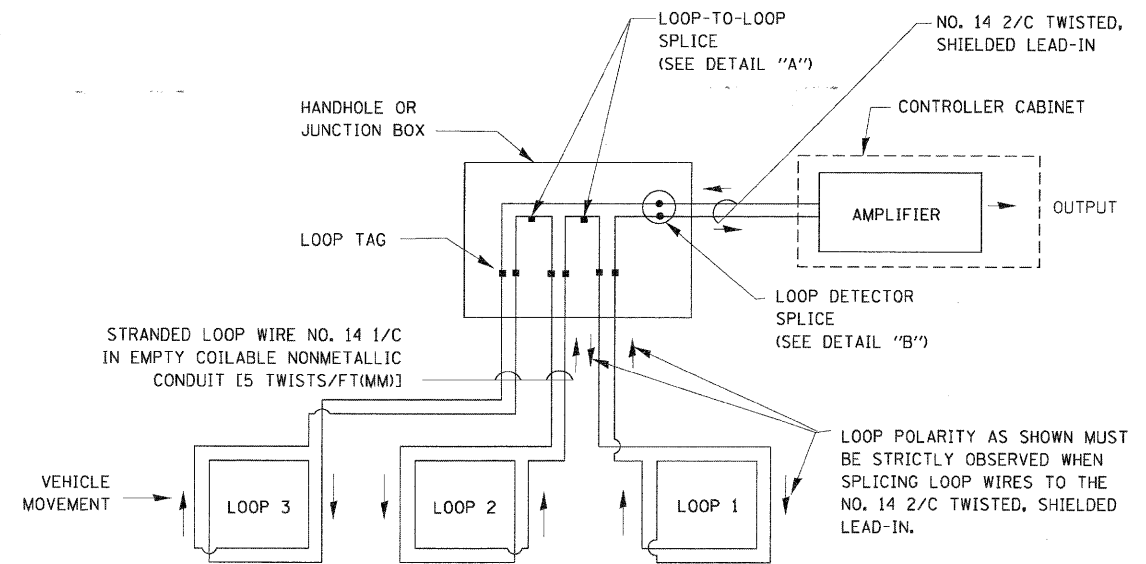 LOOP-TO-LOOP
SPLICE
(SEE DETAIL "A")
NO. 14 2/C TWISTED,
SHIELDED LEAD-IN
HANDHOLE OR
JUNCTION BOX
CONTROLLER CABINET
AMPLIFIER
OUTPUT
LOOP TAG
LOOP DETECTOR
SPLICE
(SEE DETAIL "B")
STRANDED LOOP WIRE NO. 14 1/C
IN EMPTY COILABLE NONMETALLIC
CONDUIT [5 TWISTS/FT(MM)]
LOOP POLARITY AS SHOWN MUST
BE STRICTLY OBSERVED WHEN
SPLICING LOOP WIRES TO THE
NO. 14 2/C TWISTED, SHIELDED
LEAD-IN.
VEHICLE
MOVEMENT
LOOP 3
LOOP 2
LOOP 1